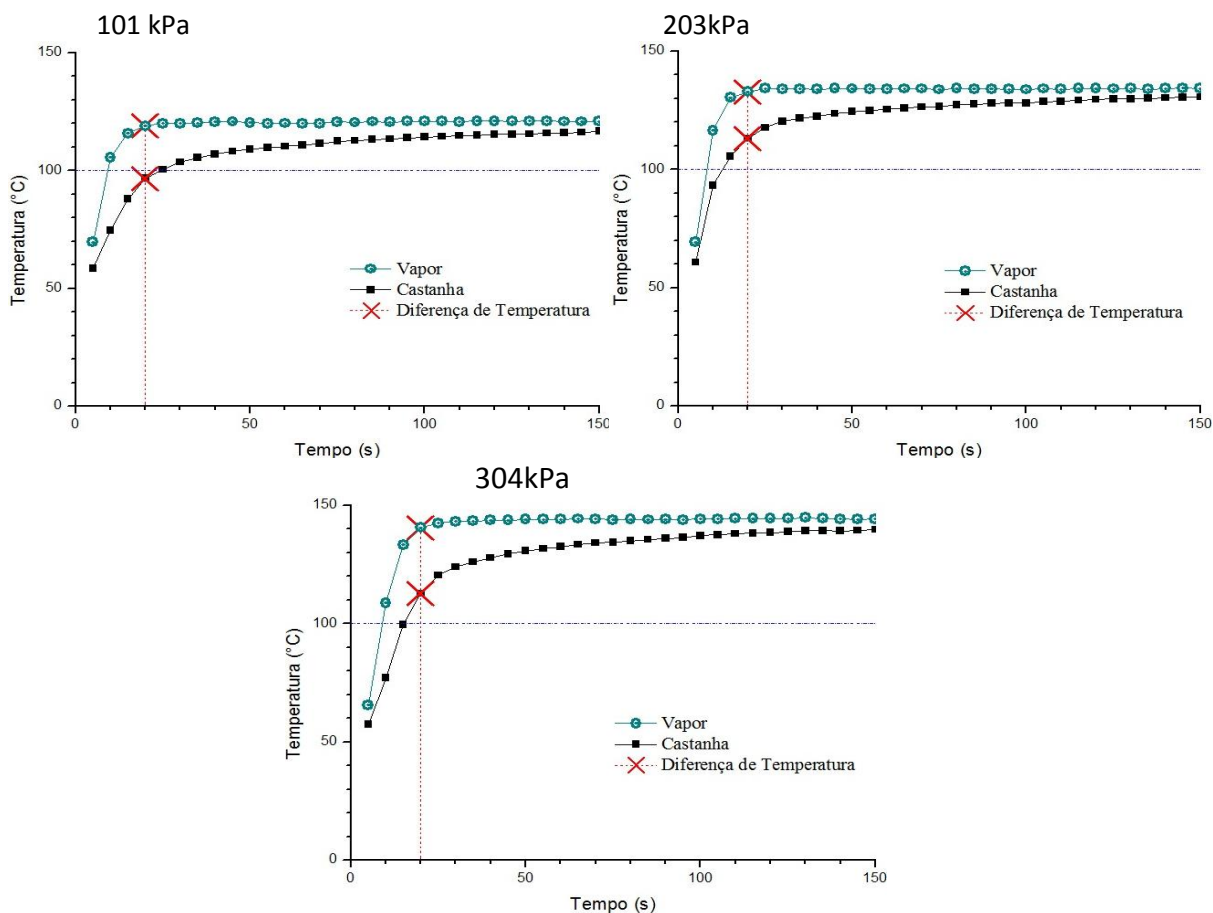 101 kPa
203kPa
150
100
50
0
Temperatura (°C)
Vapor
Castanha
Diferença de Temperatura
0
50
100
150
Tempo (s)
150
100
50
0
Temperatura (°C)
Vapor
Castanha
Diferença de Temperatura
0
50
100
150
Tempo (s)
304kPa
150
100
50
0
Temperatura (°C)
Vapor
Castanha
Diferença de Temperatura
0
50
100
150
Tempo (s)